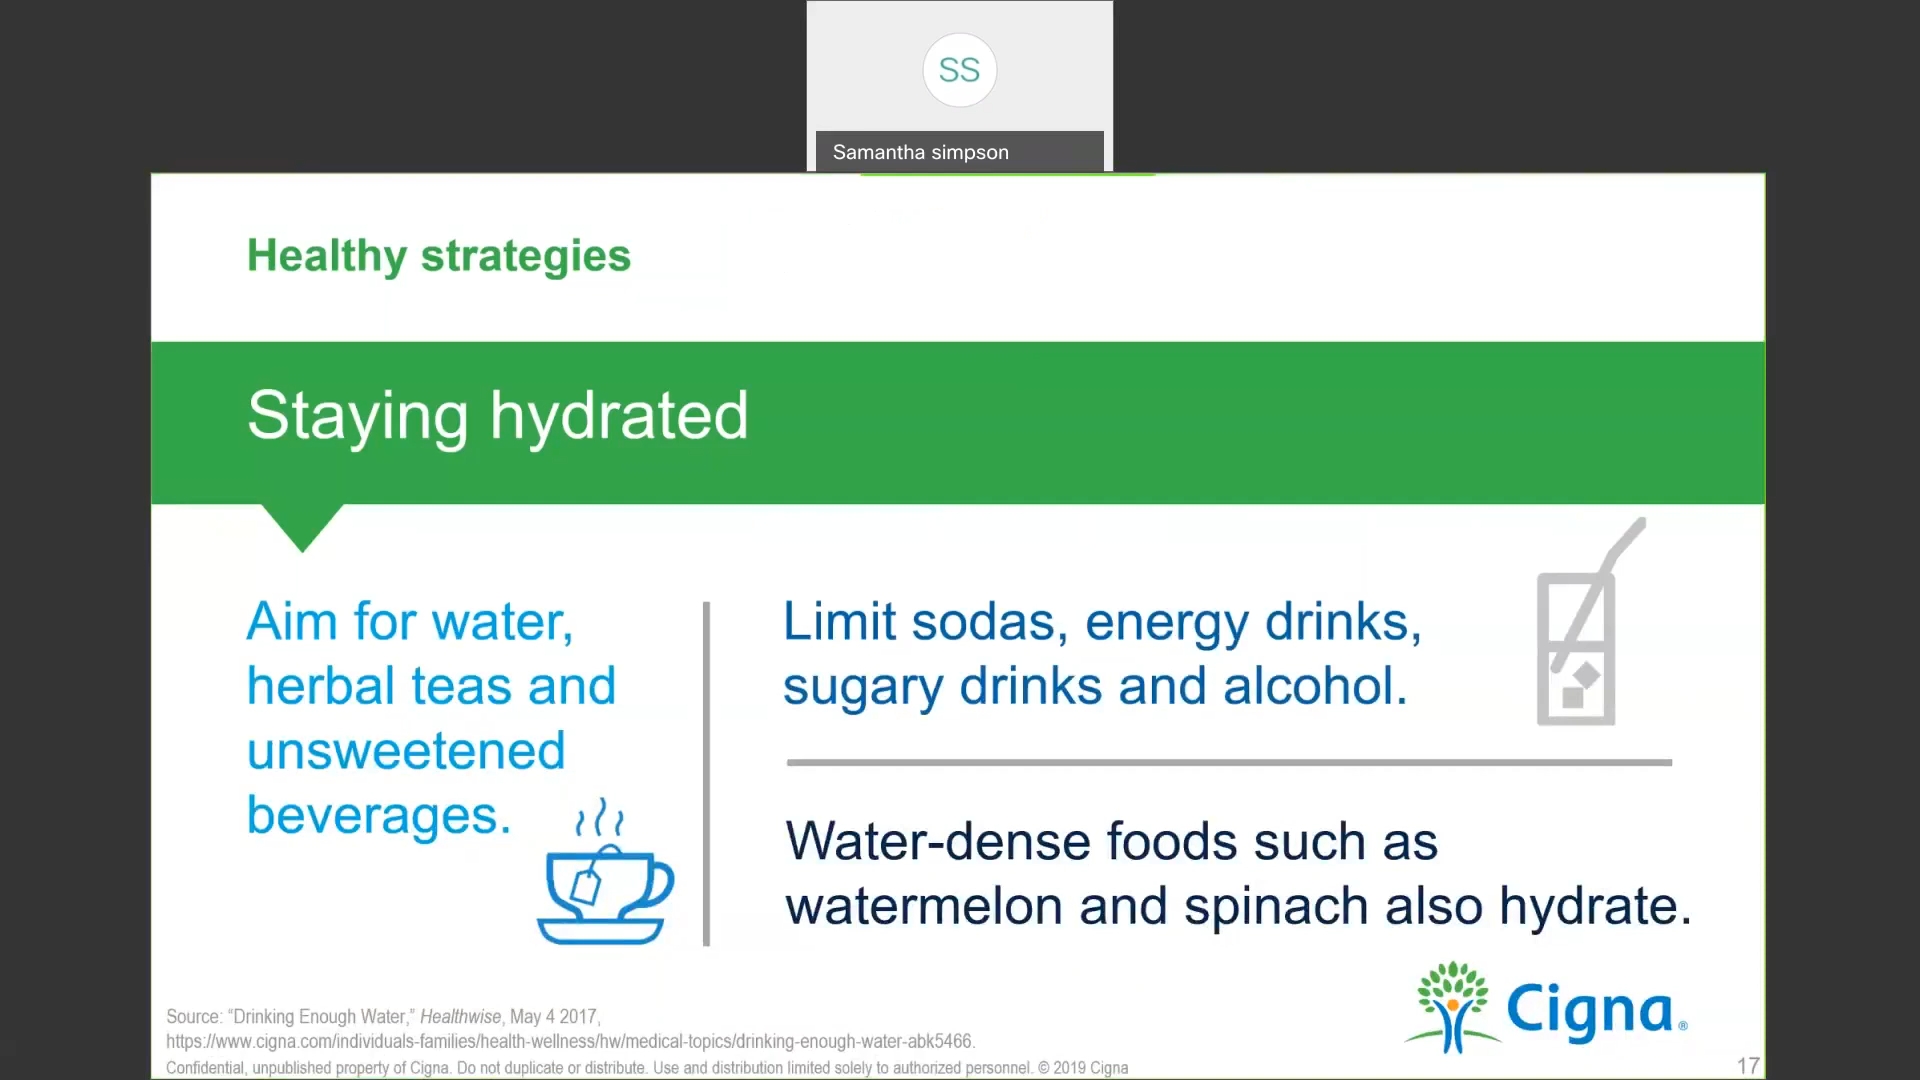 SS
Samantha simpson
Healthy strategies
Staying hydrated
Aim for water,
herbal teas and
unsweetened
beverages.
Limit sodas, energy drinks,
sugary drinks and alcohol.
Water-dense foods such as
watermelon and spinach also hydrate.
Cigna®
Source: “Drinking Enough Water,” Healthwise, May 4 2017,
https://www.cigna.com/individuals-families/health-wellness/hw/medical-topics/drinking-enough-water-abk5466.
Confidential, unpublished property of Cigna. Do not duplicate or distribute. Use and distribution limited solely to authorized personnel. © 2019 Cigna
17